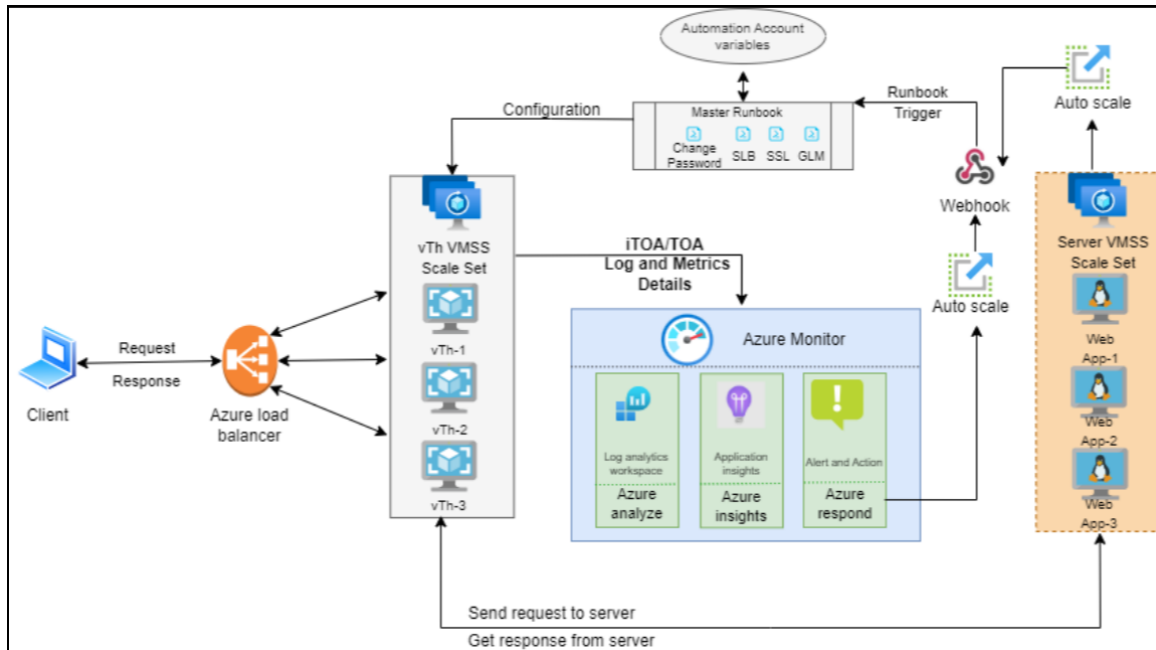 Automation Account
variables
Master Runbook
Change
Password
SLB
SSL
GLM
Configuration
Runbook
Trigger
Auto scale
Webhook
Auto scale
vTh VMSS
Scale Set
vTh-1
vTh-2
vTh-3
iTOA/TOA
Log and Metrics
Details
Client
Request
Response
Azure load
balancer
Azure Monitor
Log analytics
workspace
Azure
analyze
Application
insights
Azure
insights
Alert and Action
Azure
respond
Server VMSS
Scale Set
Web
App-1
Web
App-2
Web
App-3
Send request to server
Get response from server